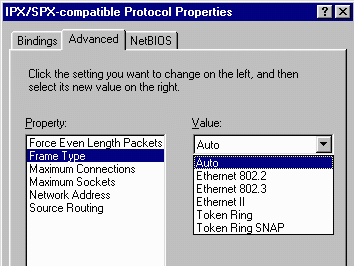 IPX/SPX-compatible Protocol Properties
Bindings Advanced NetBIOS
Click the setting you want to change on the left, and then
select its new value on the right.
Property:
Force Even Length Packets
Frame Type
Maximum Connections
Maximum Sockets
Network Address
Source Routing
Value:
Auto
Auto
Ethernet 802.2
Ethernet 802.3
Ethernet II
Token Ring
Token Ring SNAP